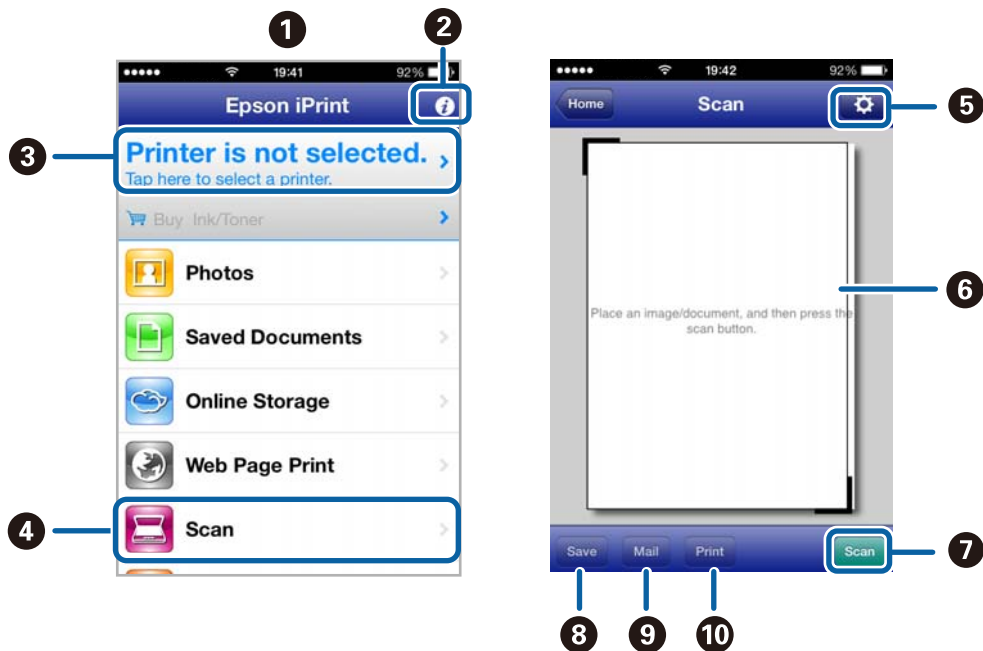 1
2
19:41
92%
Epson iPrint
i
3
Printer is not selected.
Tap here to select a printer.
Buy Ink/Toner
Photos
Saved Documents
Online Storage
Web Page Print
4
Scan
19:42
92%
Home
Scan
5
6
Place an image/document, and then press the
scan button.
Save
Mail
Print
Scan
7
8
9
10